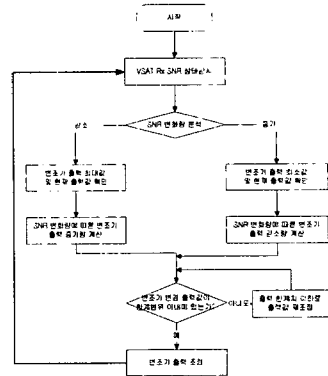 시작
VSAT Rx SNR 상태감시
SNR 변화량 분석
감소
증가
변조기 출력 최대값
및 현재 출력값 확인
변조기 출력 최소값
및 현재 출력값 확인
SNR 변화량에 따른 변조기
출력 증가량 계산
SNR 변화량에 따른 변조기
출력 감소량 계산
변조기 변경 출력값이
한계범위 이내에 있는가?
아니오
출력 한계치
출력값 재조정
예
변조기 출력 조정